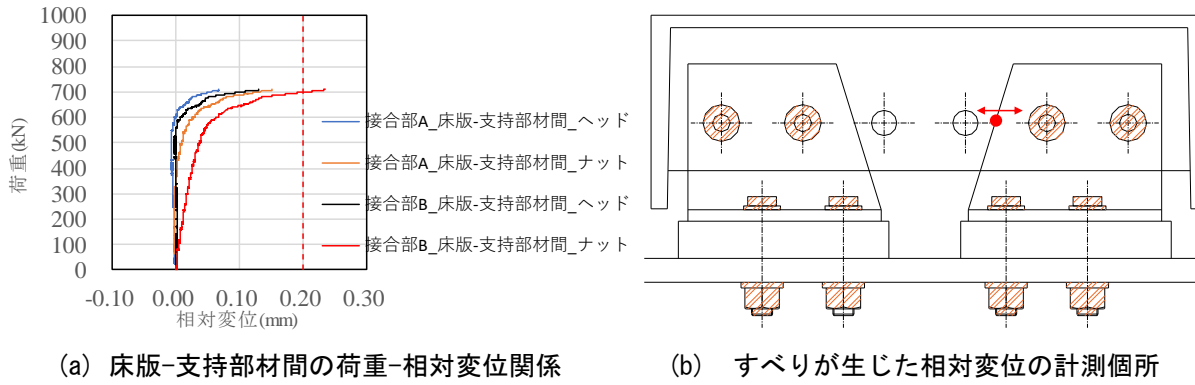 1000
900
800
700
600
500
400
300
200
100
0
荷重(kN)
-0.10 0.00 0.10 0.20 0.30
相対変位(mm)
接合部A_床版-支持部材間_ヘッド
接合部A_床版-支持部材間_ナット
接合部B_床版-支持部材間_ヘッド
接合部B_床版-支持部材間_ナット
(a) 床版-支持部材間の荷重-相対変位関係
(b) すべりが生じた相対変位の計測個所